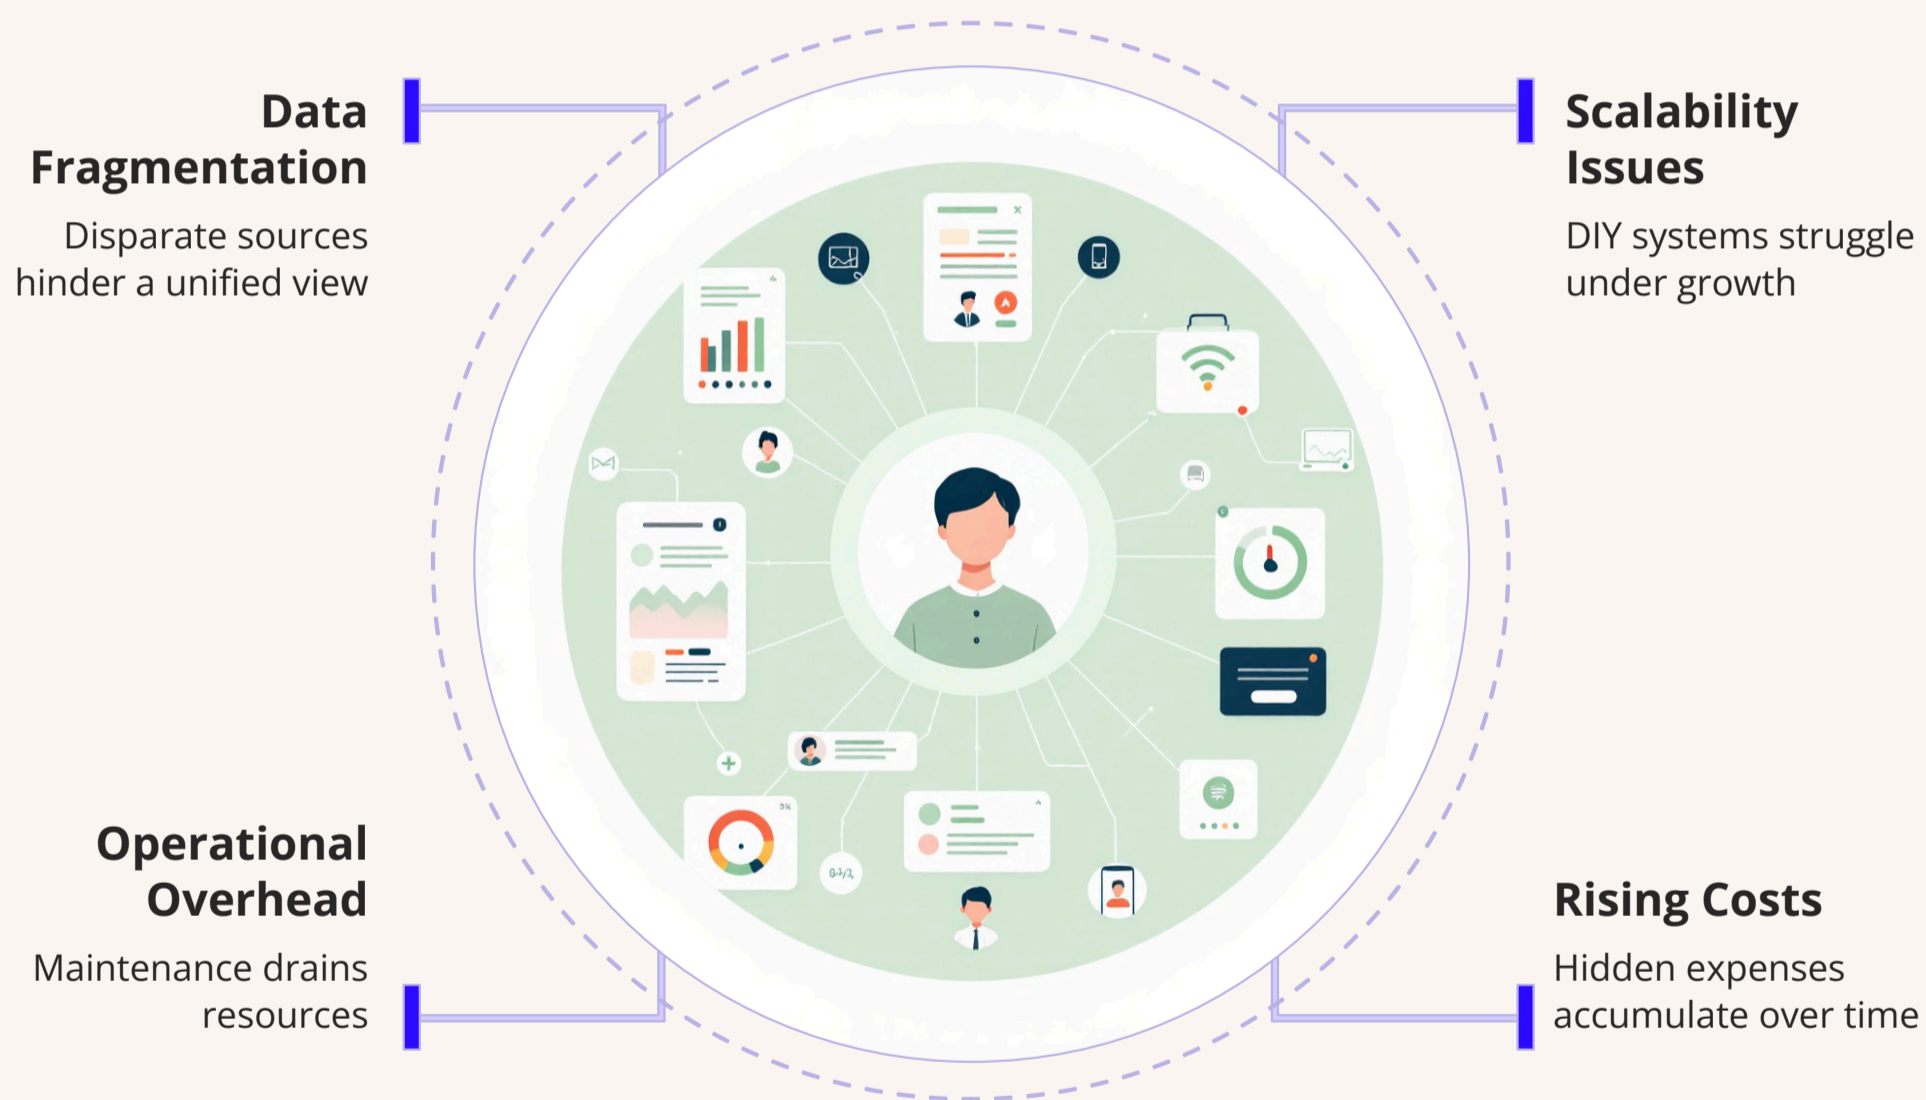 Data
Fragmentation
Disparate sources
hinder a unified view
Scalability
Issues
DIY systems struggle
under growth
Operational
Overhead
Maintenance drains
resources
Rising Costs
Hidden expenses
accumulate over time